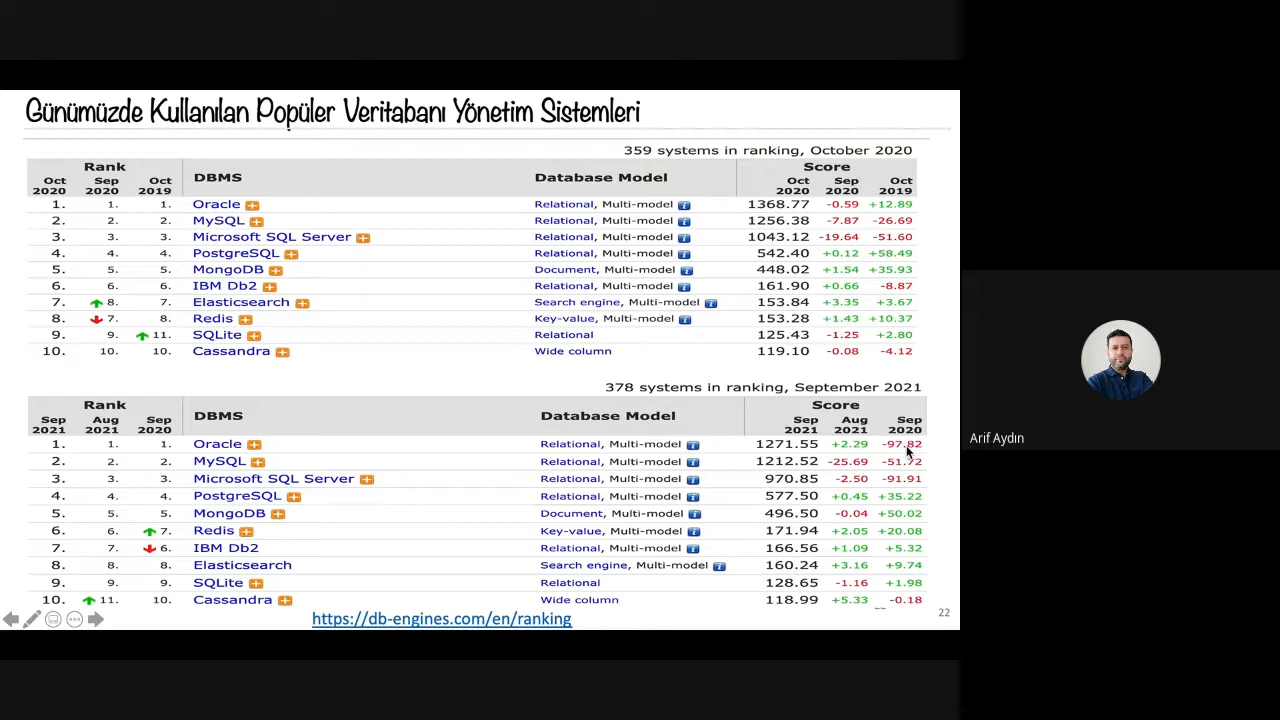 Günümüzde Kullanılan Popüler Veritabanı Yönetim Sistemleri
359 systems in ranking, October 2020
Rank DBMS Database Model Score
Oct 2020 Sep 2020 Oct 2019 Oct 2020 Sep 2020 Oct 2019
1. 1. 1. Oracle Relational, Multi-model 1368.77 -0.59 +12.89
2. 2. 2. MySQL Relational, Multi-model 1256.38 -7.87 -26.69
3. 3. 3. Microsoft SQL Server Relational, Multi-model 1043.12 -19.64 -51.60
4. 4. 4. PostgreSQL Relational, Multi-model 542.40 +0.12 +58.49
5. 5. 5. MongoDB Document, Multi-model 448.02 +1.54 +35.93
6. 6. 6. IBM Db2 Relational, Multi-model 161.90 +0.66 -8.87
7. 8. 7. Elasticsearch Search engine, Multi-model 153.84 +3.35 +3.67
8. 7. 8. Redis Key-value, Multi-model 153.28 +1.43 +10.37
9. 9. 11. SQLite Relational 125.43 -1.25 +2.80
10. 10. 10. Cassandra Wide column 119.10 -0.08 -4.12
378 systems in ranking, September 2021
Rank DBMS Database Model Score
Sep 2021 Aug 2021 Sep 2020 Sep 2021 Aug 2021 Sep 2020
1. 1. 1. Oracle Relational, Multi-model 1271.55 +2.29 -97.82
2. 2. 2. MySQL Relational, Multi-model 1212.52 -25.69 -51.72
3. 3. 3. Microsoft SQL Server Relational, Multi-model 970.85 -2.50 -91.91
4. 4. 4. PostgreSQL Relational, Multi-model 577.50 +0.45 +35.22
5. 5. 5. MongoDB Document, Multi-model 496.50 -0.04 +50.02
6. 6. 7. Redis Key-value, Multi-model 171.94 +2.05 +20.08
7. 7. 6. IBM Db2 Relational, Multi-model 166.56 +1.09 +5.32
8. 8. 8. Elasticsearch Search engine, Multi-model 160.24 +3.16 +9.74
9. 9. 9. SQLite Relational 128.65 -1.16 +1.98
10. 11. 10. Cassandra Wide column 118.99 +5.33 -0.18
https://db-engines.com/en/ranking
22
Arif Aydın